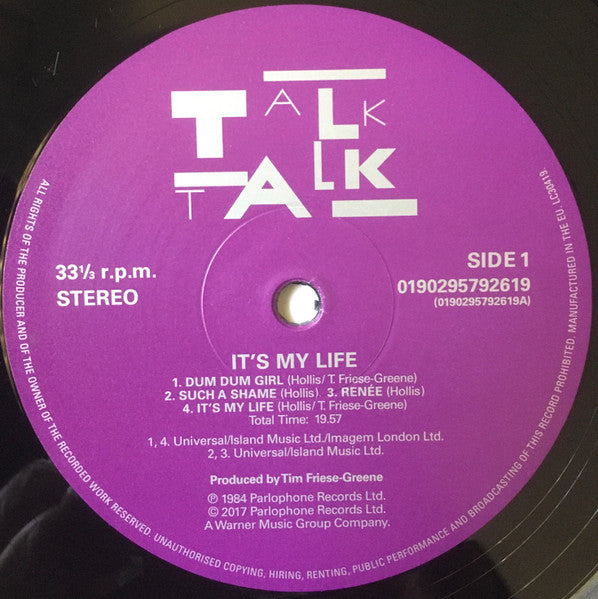 TALK
TALK
33⅓ r.p.m.
STEREO
SIDE 1
0190295792619
(0190295792619A)
IT'S MY LIFE
1. DUM DUM GIRL (Hollis/ T. Friese-Greene)
2. SUCH A SHAME (Hollis) 3. RENÉE (Hollis)
4. IT'S MY LIFE (Hollis/ T. Friese-Greene)
Total Time: 19.57
1, 4. Universal/Island Music Ltd./Imagem London Ltd.
2, 3. Universal/Island Music Ltd.
Produced by Tim Friese-Greene
℗ 1984 Parlophone Records Ltd.
© 2017 Parlophone Records Ltd.
A Warner Music Group Company.
ALL RIGHTS OF THE PRODUCER AND OF THE OWNER OF THE RECORDED WORK RESERVED. UNAUTHORISED COPYING, HIRING, RENTING, PUBLIC PERFORMANCE AND BROADCASTING OF THIS RECORD PROHIBITED. MANUFACTURED IN THE EU. LC30419.